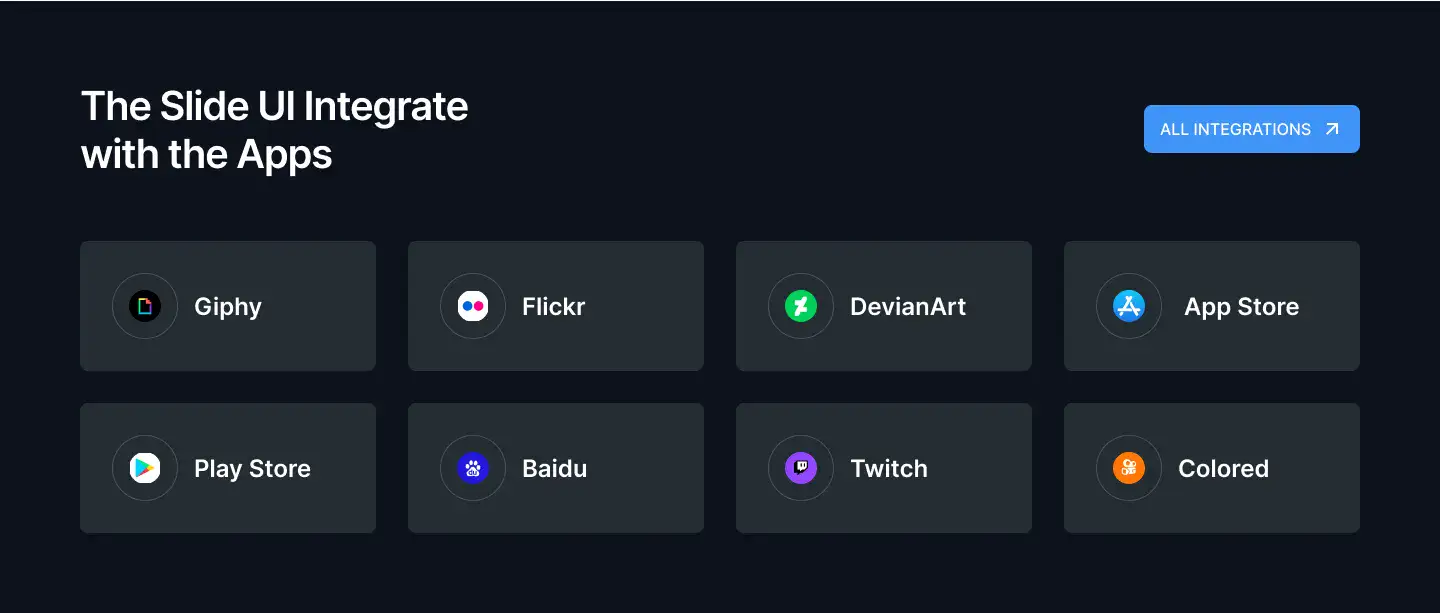 The Slide UI Integrate
with the Apps
ALL INTEGRATIONS
Giphy
Flickr
DevianArt
App Store
Play Store
Baidu
Twitch
Colored